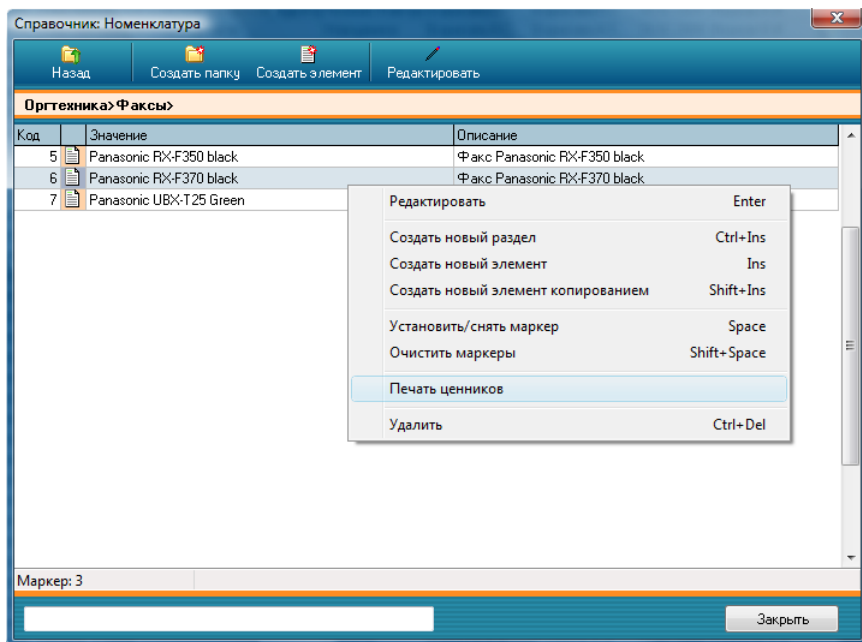 Справочник: Номенклатура
Назад Создать папку Создать элемент Редактировать
Оргтехника>Факсы>
Код Значение Описание
5 Panasonic RX-F350 black Факс Panasonic RX-F350 black
6 Panasonic RX-F370 black Факс Panasonic RX-F370 black
7 Panasonic UBX-T25 Green
Редактировать Enter
Создать новый раздел Ctrl+Ins
Создать новый элемент Ins
Создать новый элемент копированием Shift+Ins
Установить/снять маркер Space
Очистить маркеры Shift+Space
Печать ценников
Удалить Ctrl+Del
Маркер: 3
Закрыть